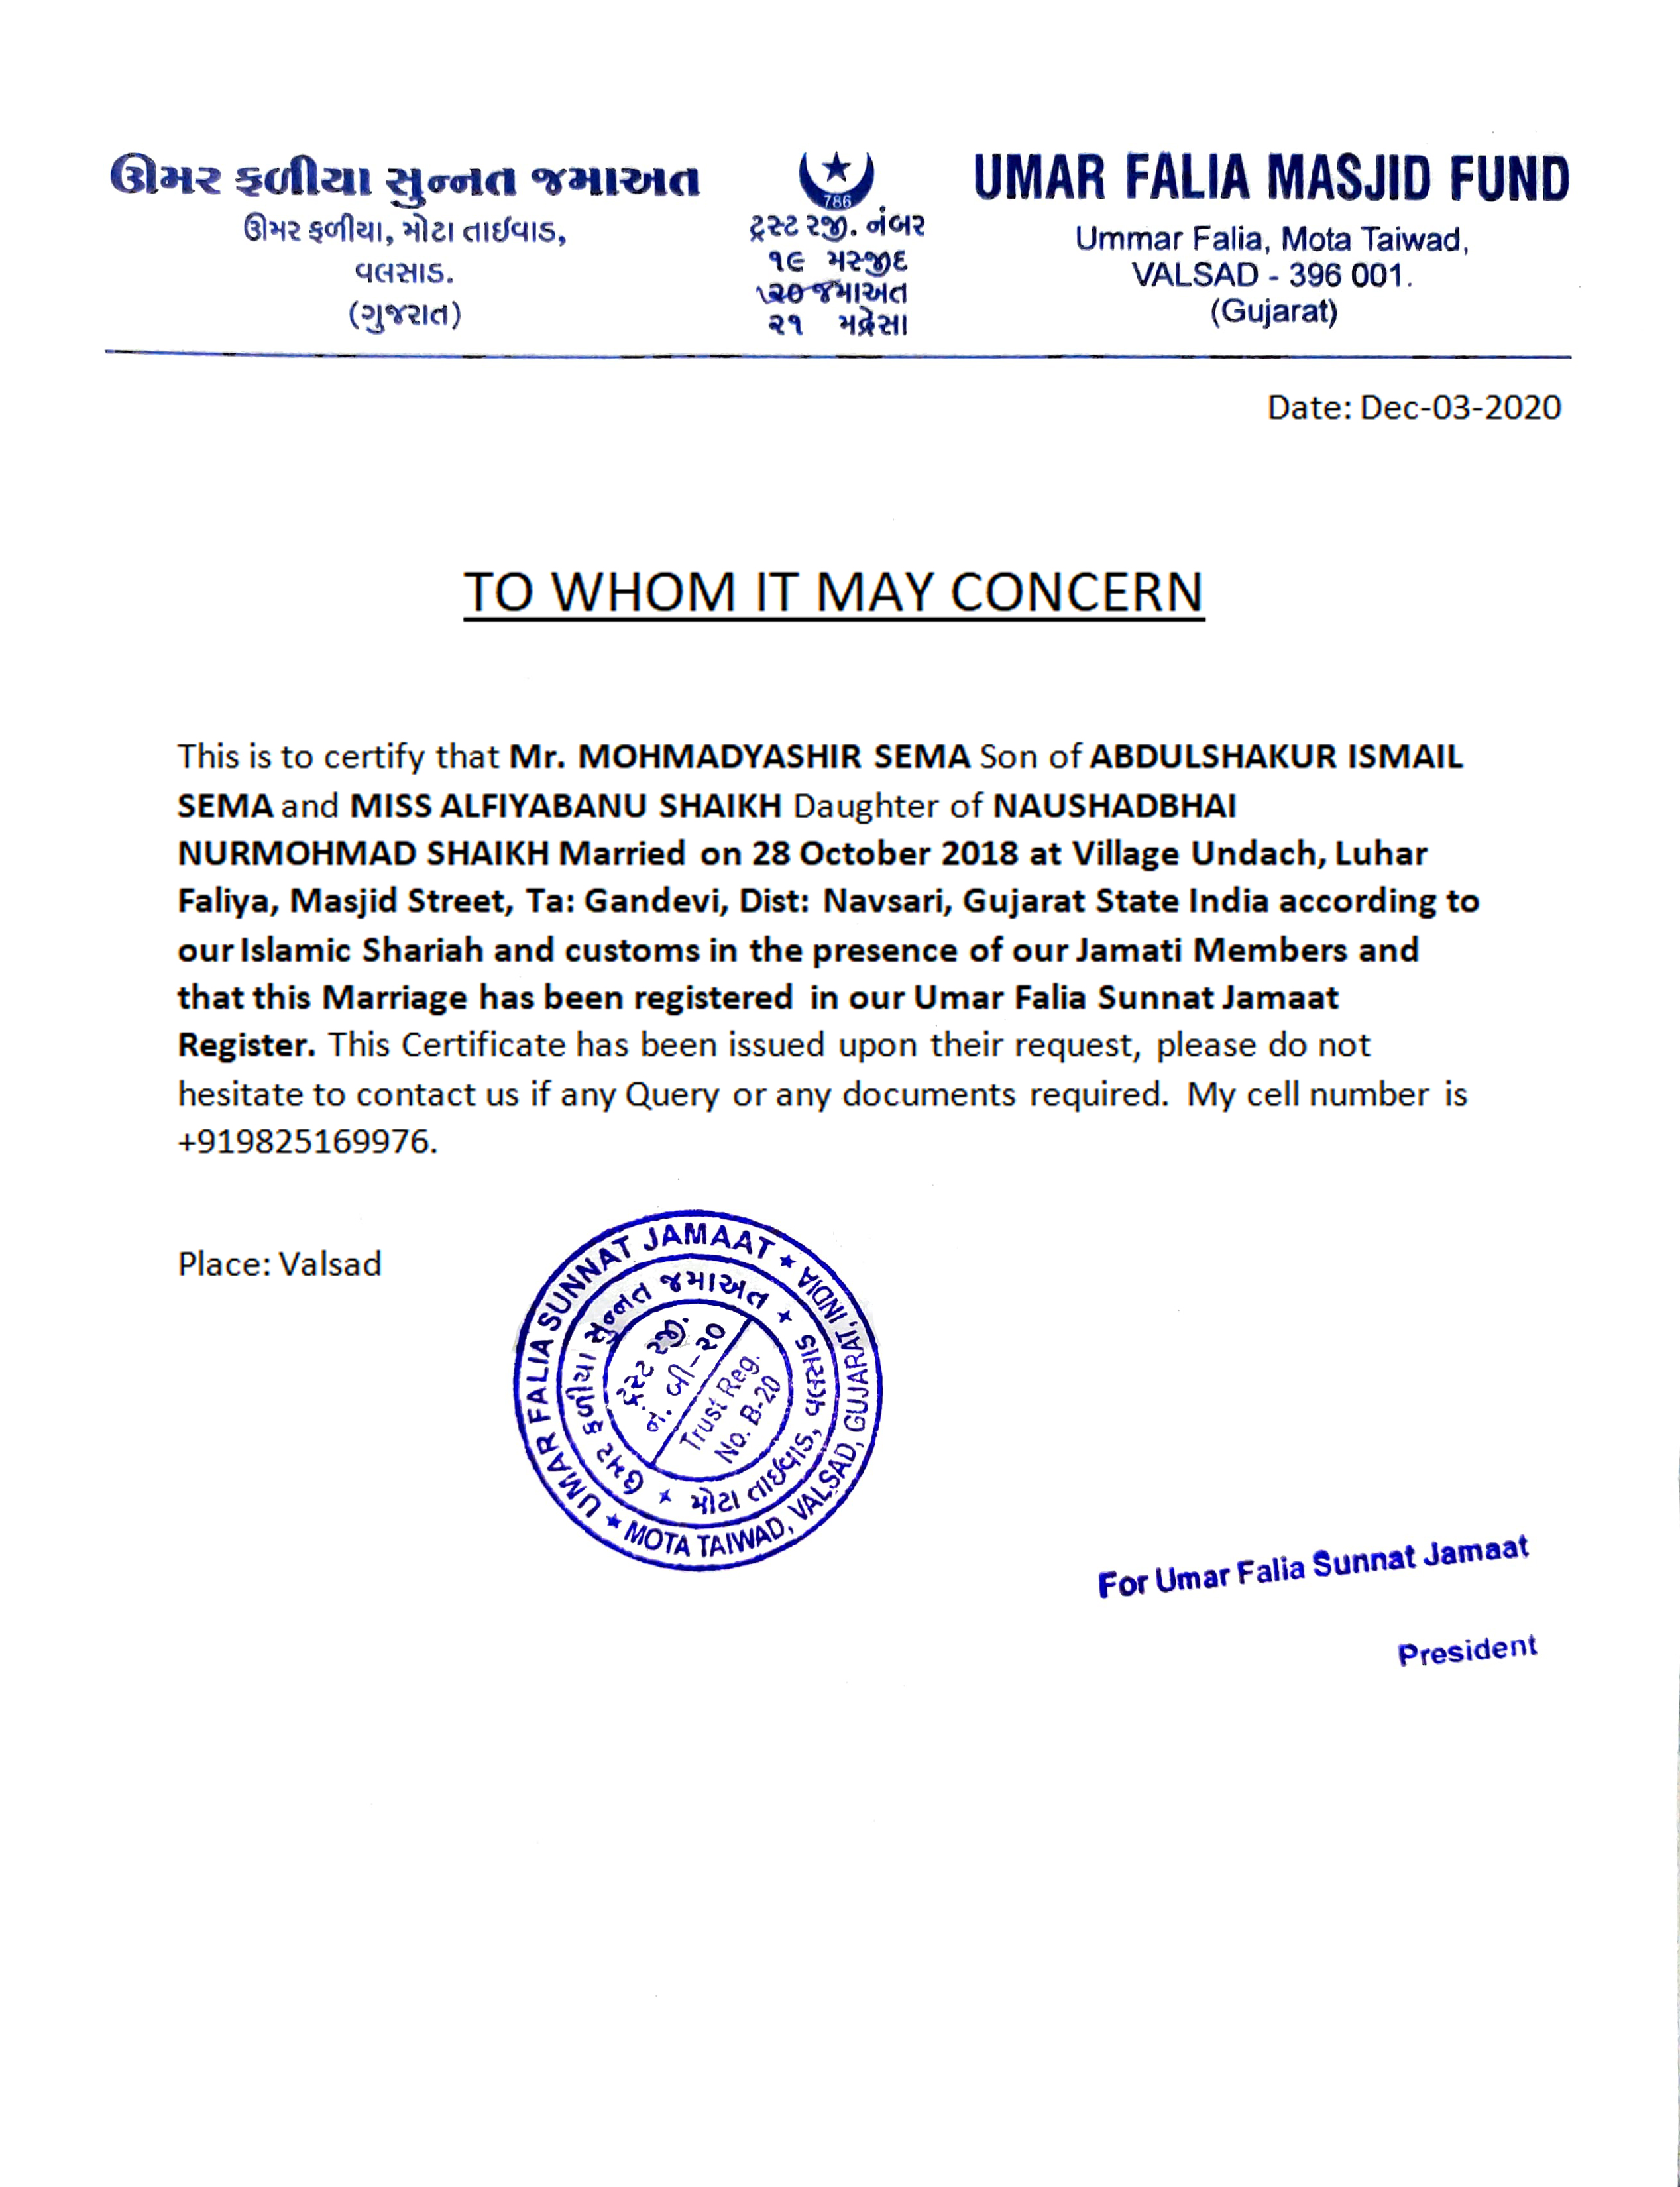 ઊમર ફળીયા સુન્નત જમાઅત
ઊમર ફળીયા, મોટા તાઈવાડ,
વલસાડ.
(ગુજરાત)
786
ટ્રસ્ટ રજી. નંબર
૧૯ મસ્જીદ
૨૦ જમાઅત
૨૧ મદ્રેસા
UMAR FALIA MASJID FUND
Ummar Falia, Mota Taiwad,
VALSAD - 396 001.
(Gujarat)
Date: Dec-03-2020
TO WHOM IT MAY CONCERN
This is to certify that Mr. MOHMADYASHIR SEMA Son of ABDULSHAKUR ISMAIL
SEMA and MISS ALFIYABANU SHAIKH Daughter of NAUSHADBHAI
NURMOHMAD SHAIKH Married on 28 October 2018 at Village Undach, Luhar
Faliya, Masjid Street, Ta: Gandevi, Dist: Navsari, Gujarat State India according to
our Islamic Shariah and customs in the presence of our Jamati Members and
that this Marriage has been registered in our Umar Falia Sunnat Jamaat
Register. This Certificate has been issued upon their request, please do not
hesitate to contact us if any Query or any documents required. My cell number is
+919825169976.
Place: Valsad
UMAR FALIA SUNNAT JAMAAT ★ MOTA TAIWAD, VALSAD, GUJARAT, INDIA ★
ઉમર ફળીયા સુન્નત જમાઅત ★ મોટા તાઈવાડ, વલસાડ ★
ટ્રસ્ટ રજી.
નં. બી-૨૦
Trust Reg.
No. B-20
For Umar Falia Sunnat Jamaat
President